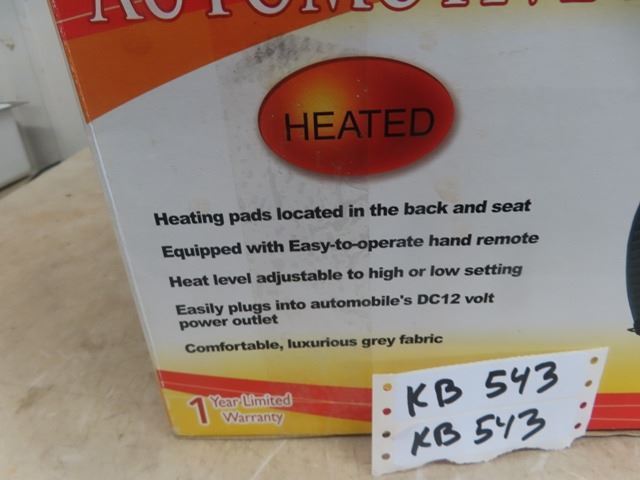 AUTOMOTIVE
HEATED
Heating pads located in the back and seat
Equipped with Easy-to-operate hand remote
Heat level adjustable to high or low setting
Easily plugs into automobile's DC12 volt
power outlet
Comfortable, luxurious grey fabric
1 Year Limited
Warranty
KB 543
KB 543